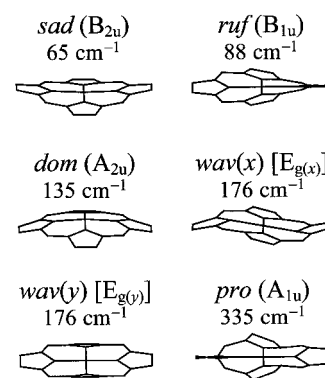 sad (B2u) ruf (B1u)
65 cm−1 88 cm−1
dom (A2u) wav(x) [Eg(x)]
135 cm−1 176 cm−1
wav(y) [Eg(y)] pro (A1u)
176 cm−1 335 cm−1